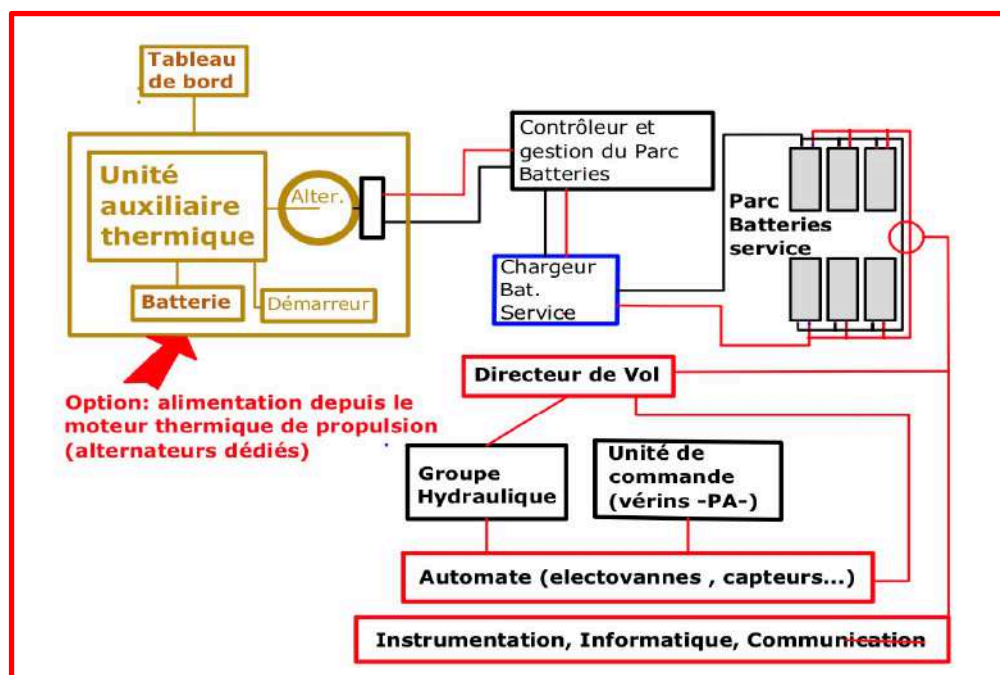 Tableau
de bord
Unité
auxiliaire
thermique
Alter.
Batterie
Démarreur
Contrôleur et
gestion du Parc
Batteries
Chargeur
Bat.
Service
Parc
Batteries
service
Option: alimentation depuis le
moteur thermique de propulsion
(alternateurs dédiés)
Directeur de Vol
Groupe
Hydraulique
Unité de
commande
(vérins -PA-)
Automate (electovannes , capteurs...)
Instrumentation, Informatique, Communication